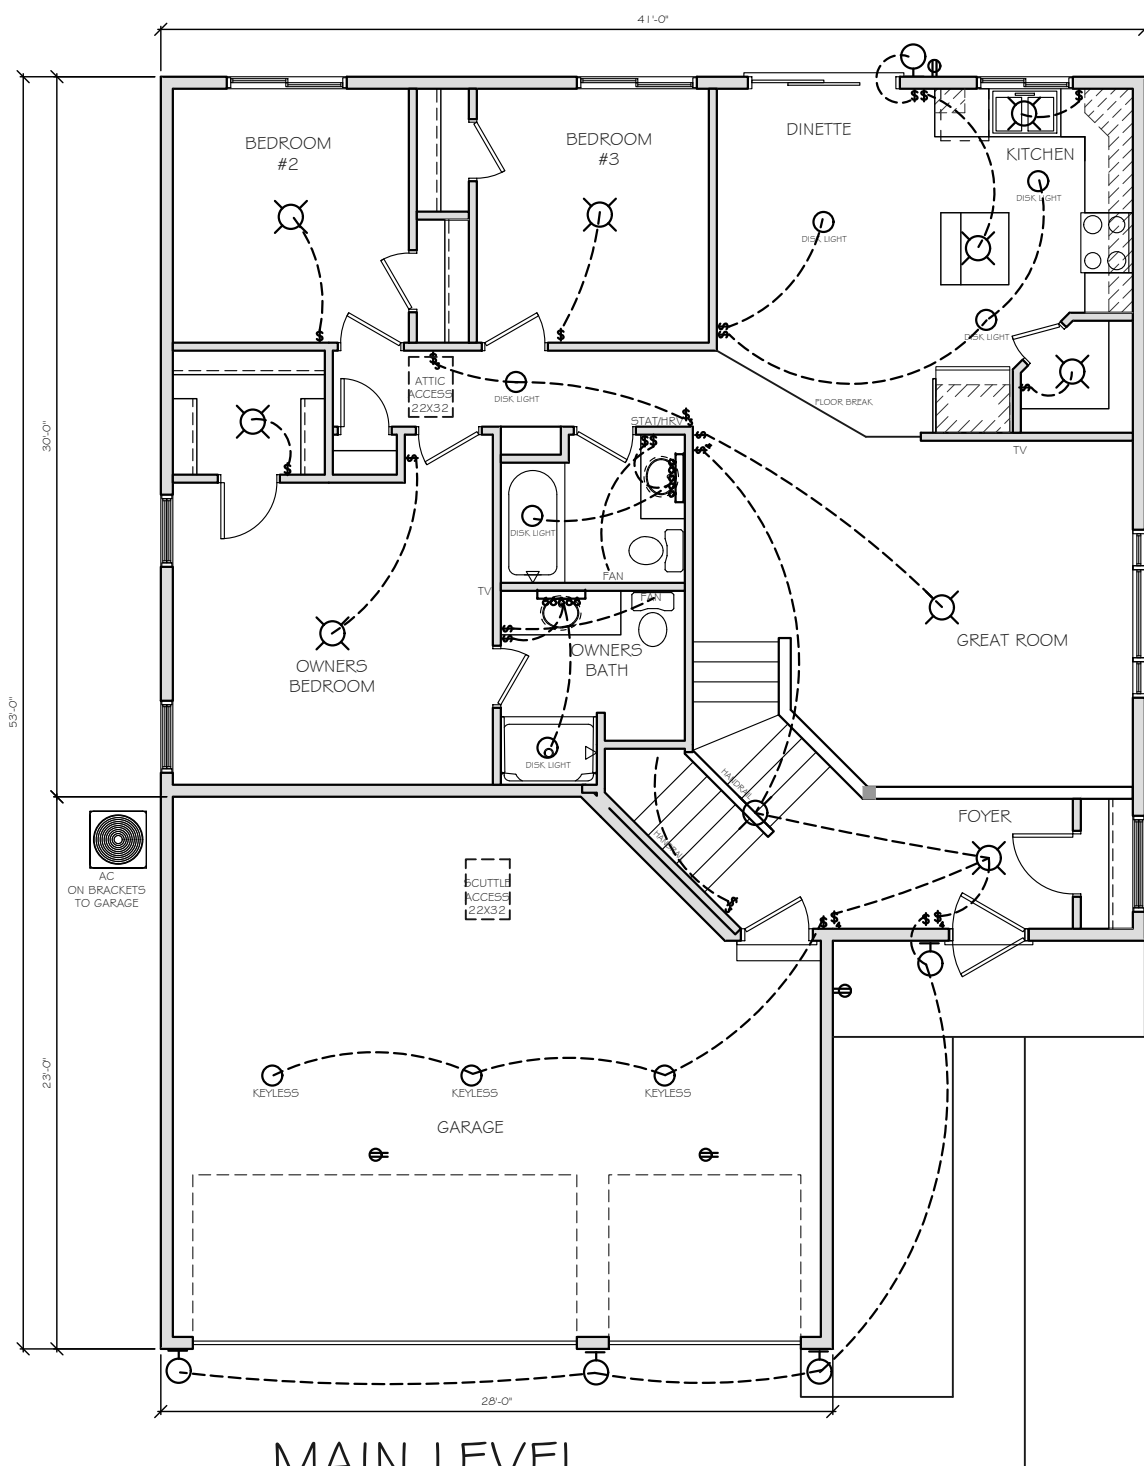 41'-0"
BEDROOM
#2
BEDROOM
#3
DINETTE
KITCHEN
DISK LIGHT
DISK LIGHT
DISK LIGHT
ATTIC
ACCESS
22X32
DISK LIGHT
FLOOR BREAK
STAT/HRV
TV
30'-0"
DISK LIGHT
FAN
TV
FAN
GREAT ROOM
OWNERS
BATH
OWNERS
BEDROOM
53'-0"
DISK LIGHT
HANDRAIL
HANDRAIL
FOYER
AC
ON BRACKETS
TO GARAGE
SCUTTLE
ACCESS
22X32
23'-0"
KEYLESS
KEYLESS
KEYLESS
GARAGE
28'-0"
MAIN LEVEL